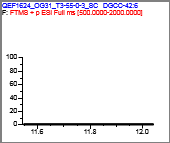 QEF1624_OG31_T3-55-0-3_SC DGCO-42:6
F: FTMS + p ESI Full ms [500.0000-2000.0000]
100
80
60
40
20
0
11.6 11.8 12.0